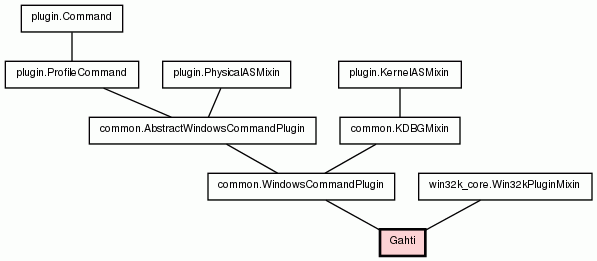 plugin.Command
plugin.ProfileCommand
plugin.PhysicalASMixin
plugin.KernelASMixin
common.AbstractWindowsCommandPlugin
common.KDBGMixin
common.WindowsCommandPlugin
win32k_core.Win32kPluginMixin
Gahti